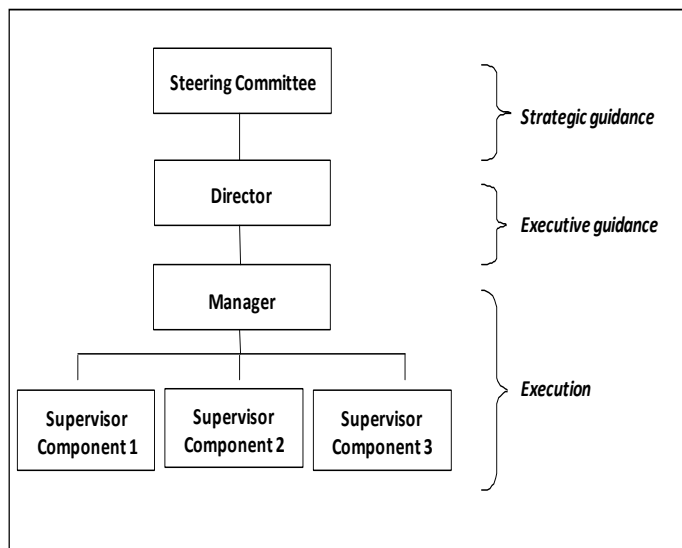 Steering Committee
Strategic guidance
Director
Executive guidance
Manager
Supervisor
Component 1
Supervisor
Component 2
Supervisor
Component 3
Execution